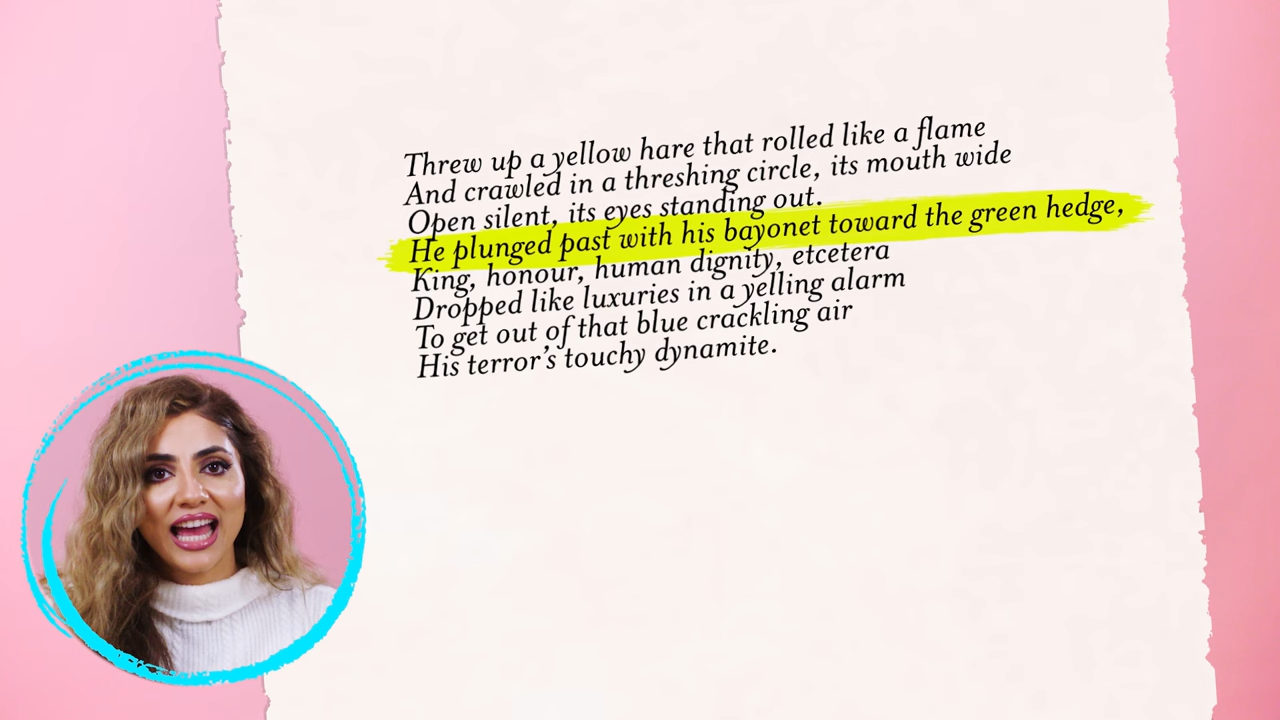 Threw up a yellow hare that rolled like a flame
And crawled in a threshing circle, its mouth wide
Open silent, its eyes standing out.
He plunged past with his bayonet toward the green hedge,
King, honour, human dignity, etcetera
Dropped like luxuries in a yelling alarm
To get out of that blue crackling air
His terror's touchy dynamite.